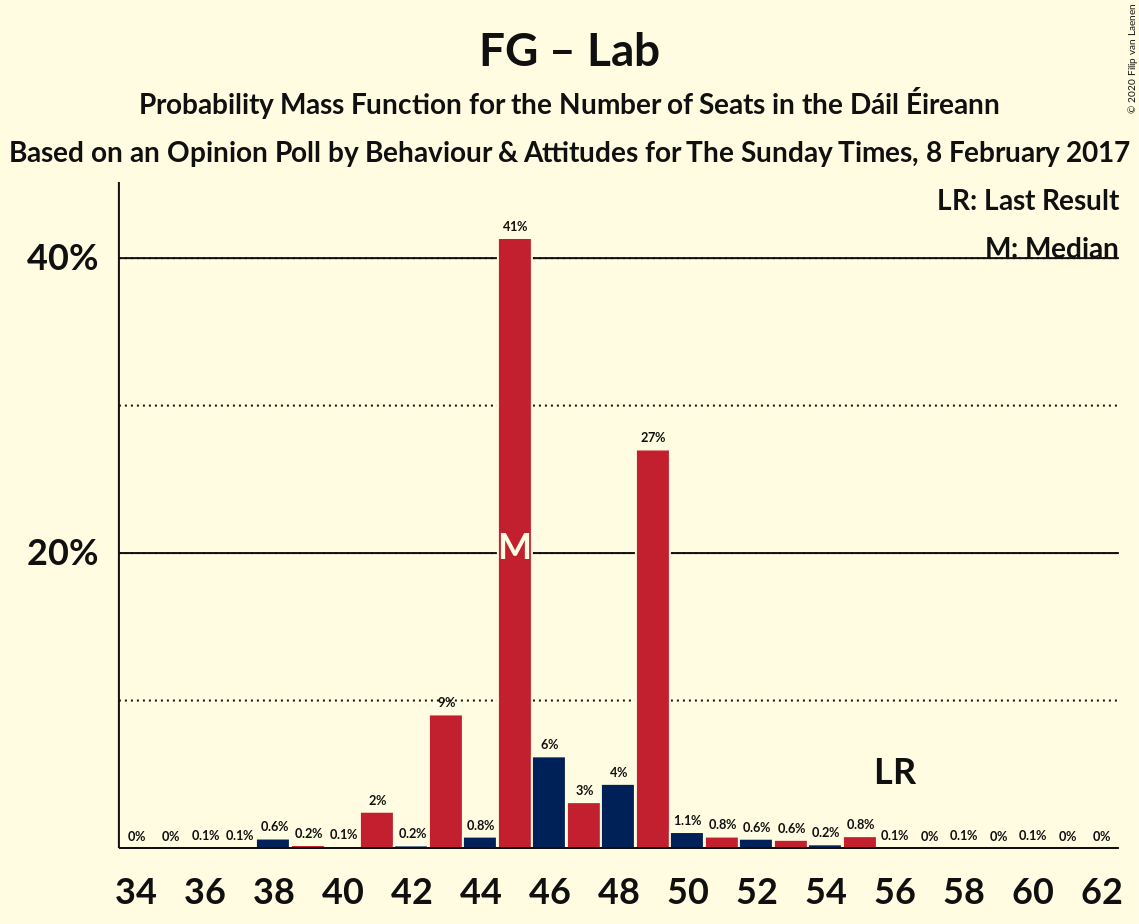 FG – Lab
Probability Mass Function for the Number of Seats in the Dáil Éireann
Based on an Opinion Poll by Behaviour & Attitudes for The Sunday Times, 8 February 2017
© 2020 Filip van Laenen
LR: Last Result
M: Median
40%
20%
0% 0% 0.1% 0.1% 0.6% 0.2% 0.1% 2% 0.2% 9% 0.8% 41% 6% 3% 4% 27% 1.1% 0.8% 0.6% 0.6% 0.2% 0.8% 0.1% 0% 0.1% 0% 0.1% 0% 0%
M
LR
34 36 38 40 42 44 46 48 50 52 54 56 58 60 62